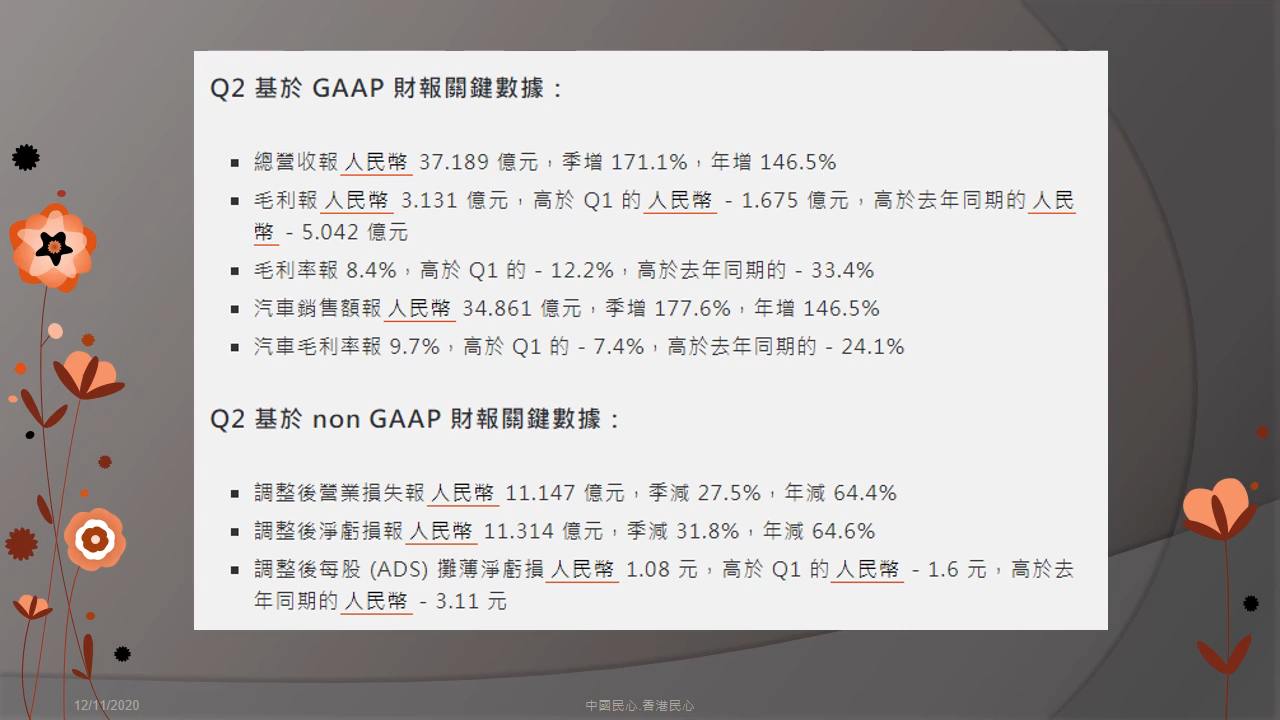 Q2 基於 GAAP 財報關鍵數據：
▪ 總營收報 人民幣 37.189 億元，季增 171.1%，年增 146.5%
▪ 毛利報 人民幣 3.131 億元，高於 Q1 的 人民幣 - 1.675 億元，高於去年同期的 人民
幣 - 5.042 億元
▪ 毛利率報 8.4%，高於 Q1 的 - 12.2%，高於去年同期的 - 33.4%
▪ 汽車銷售額報 人民幣 34.861 億元，季增 177.6%，年增 146.5%
▪ 汽車毛利率報 9.7%，高於 Q1 的 - 7.4%，高於去年同期的 - 24.1%
Q2 基於 non GAAP 財報關鍵數據：
▪ 調整後營業損失報 人民幣 11.147 億元，季減 27.5%，年減 64.4%
▪ 調整後淨虧損報 人民幣 11.314 億元，季減 31.8%，年減 64.6%
▪ 調整後每股 (ADS) 攤薄淨虧損 人民幣 1.08 元，高於 Q1 的 人民幣 - 1.6 元，高於去
年同期的 人民幣 - 3.11 元
12/11/2020
中國民心.香港民心